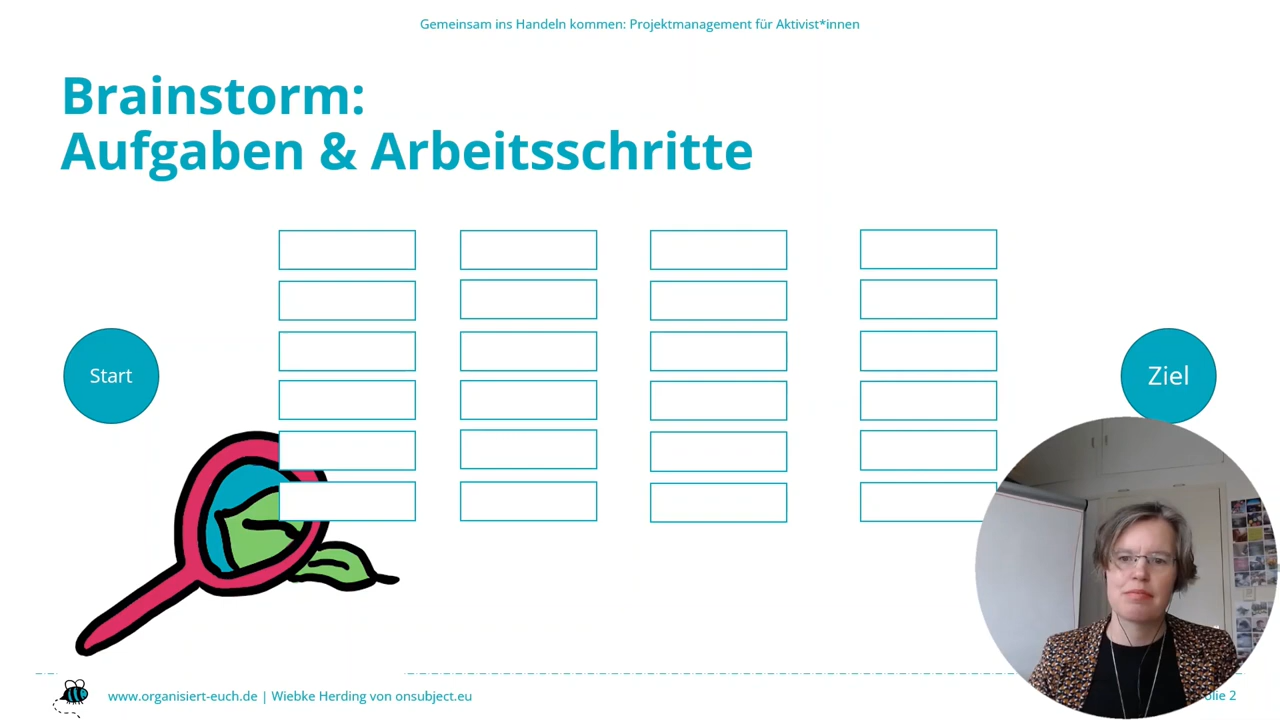 Gemeinsam ins Handeln kommen: Projektmanagement für Aktivist*innen
Brainstorm:
Aufgaben & Arbeitsschritte
Start
Ziel
www.organisiert-euch.de | Wiebke Herding von onsubject.eu
2